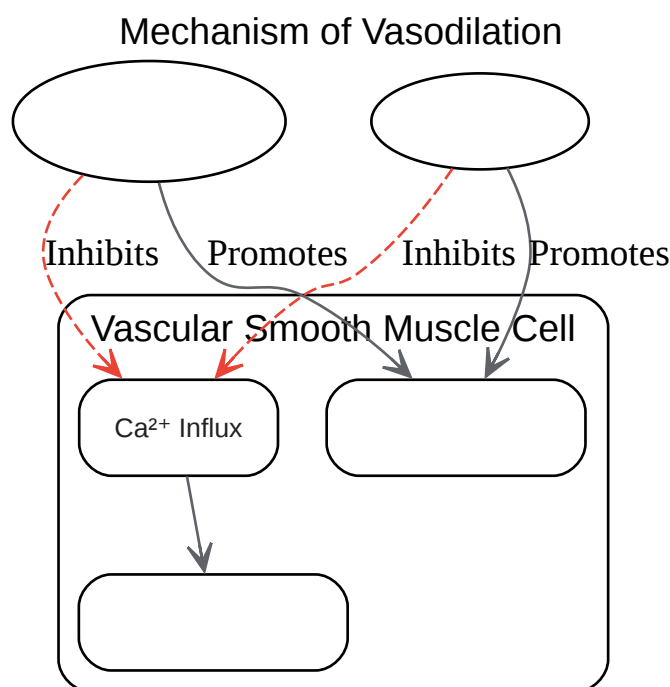 Mechanism of Vasodilation
Inhibits Promotes Inhibits Promotes
Vascular Smooth Muscle Cell
Ca²⁺ Influx